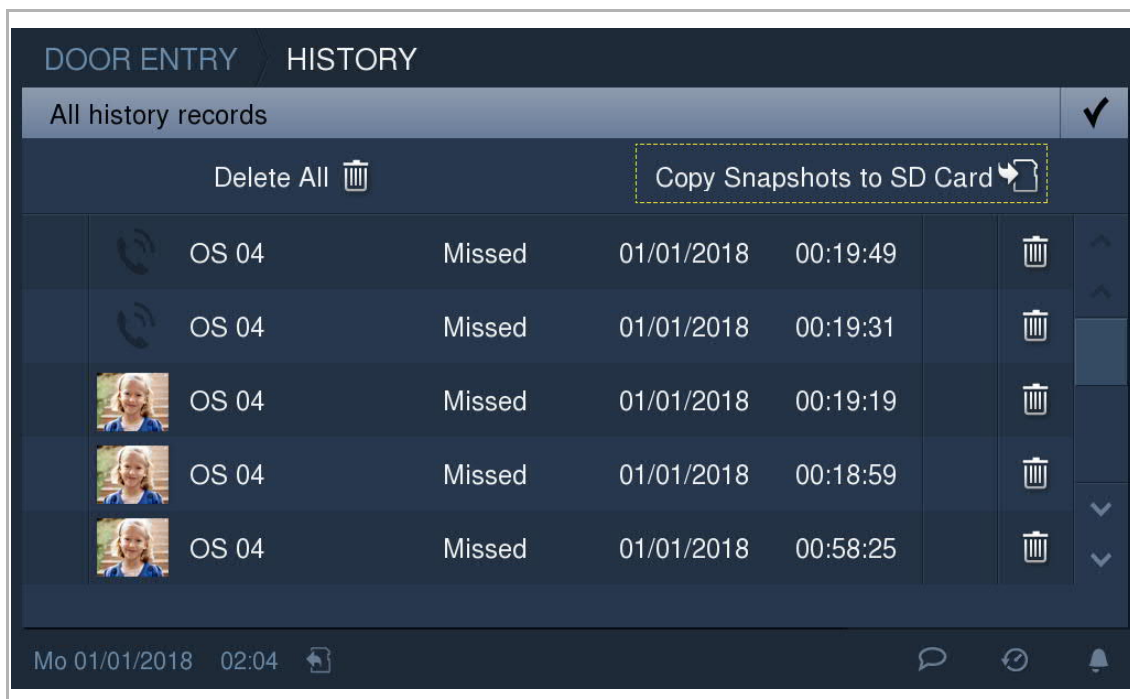 DOOR ENTRY HISTORY
All history records
Delete All Copy Snapshots to SD Card
OS 04 Missed 01/01/2018 00:19:49
OS 04 Missed 01/01/2018 00:19:31
OS 04 Missed 01/01/2018 00:19:19
OS 04 Missed 01/01/2018 00:18:59
OS 04 Missed 01/01/2018 00:58:25
Mo 01/01/2018 02:04